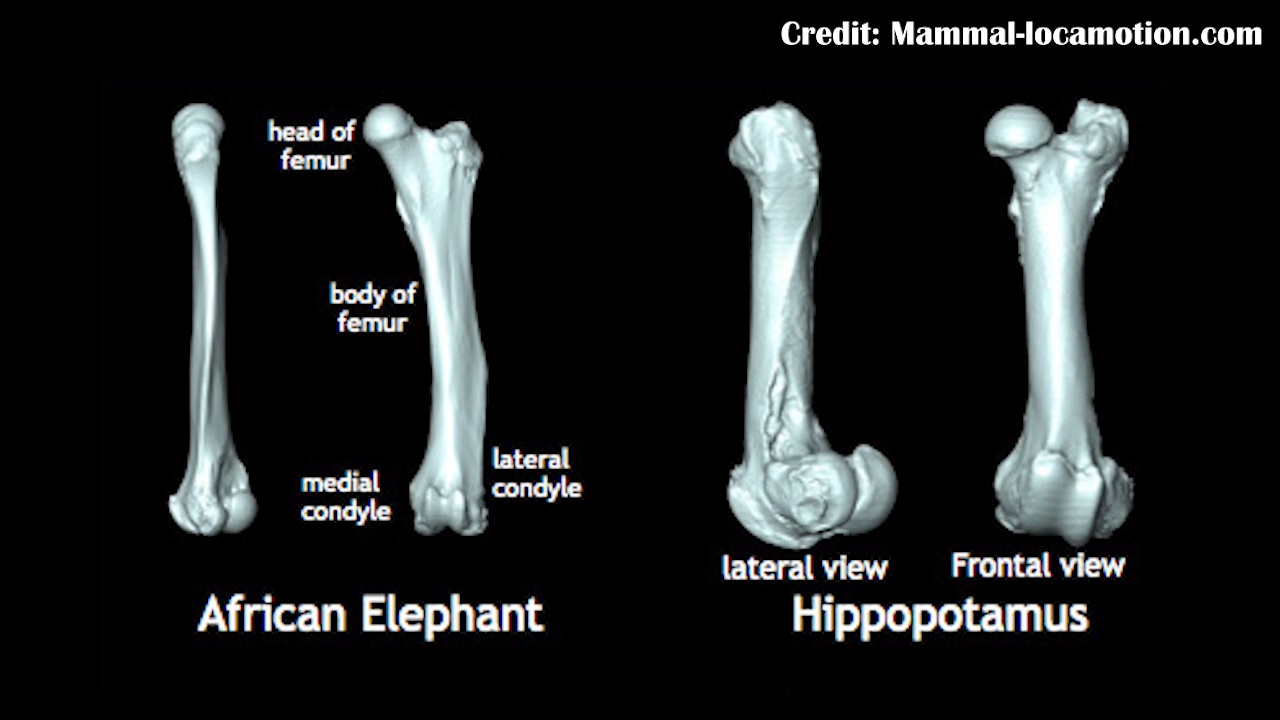 Credit: Mammal-locamotion.com
head of
femur
body of
femur
medial
condyle
lateral
condyle
African Elephant
lateral view
Frontal view
Hippopotamus